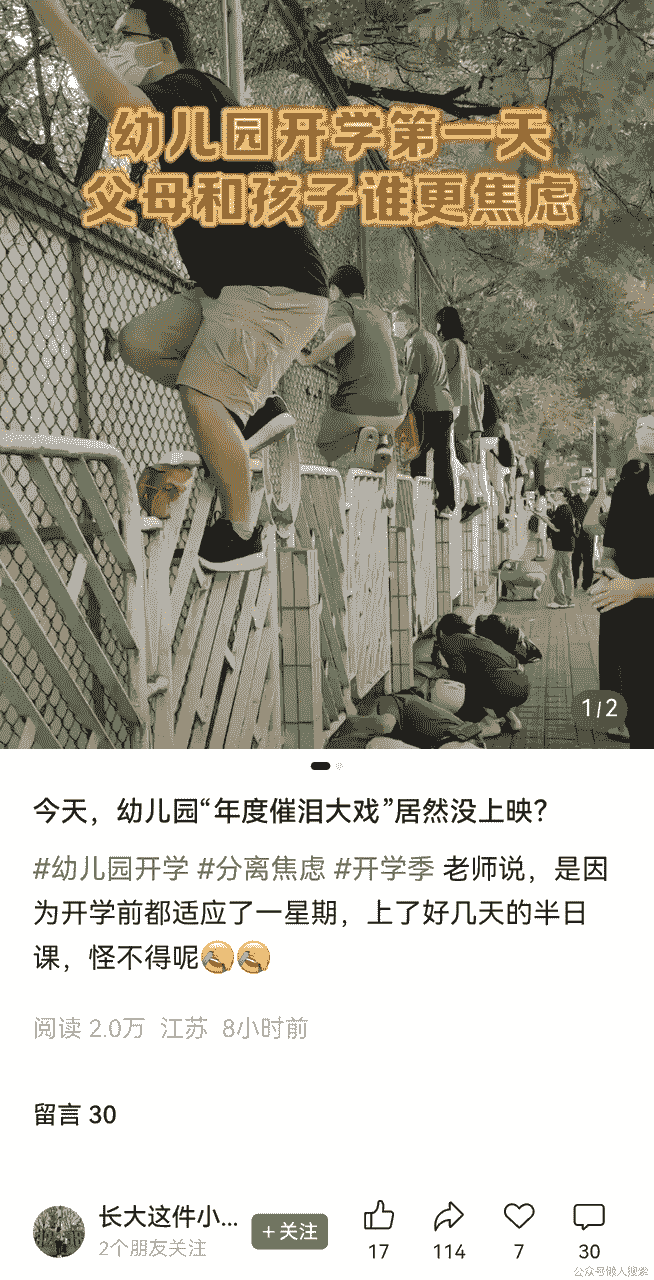 幼儿园开学第一天
父母和孩子谁更焦虑
1/2
今天，幼儿园“年度催泪大戏”居然没上映？
#幼儿园开学 #分离焦虑 #开学季 老师说，是因
为开学前都适应了一星期，上了好几天的半日
课，怪不得呢
阅读 2.0万 江苏 8小时前
留言 30
长大这件小...
2个朋友关注
+关注
17
114
7
30
公众号懒人搜索